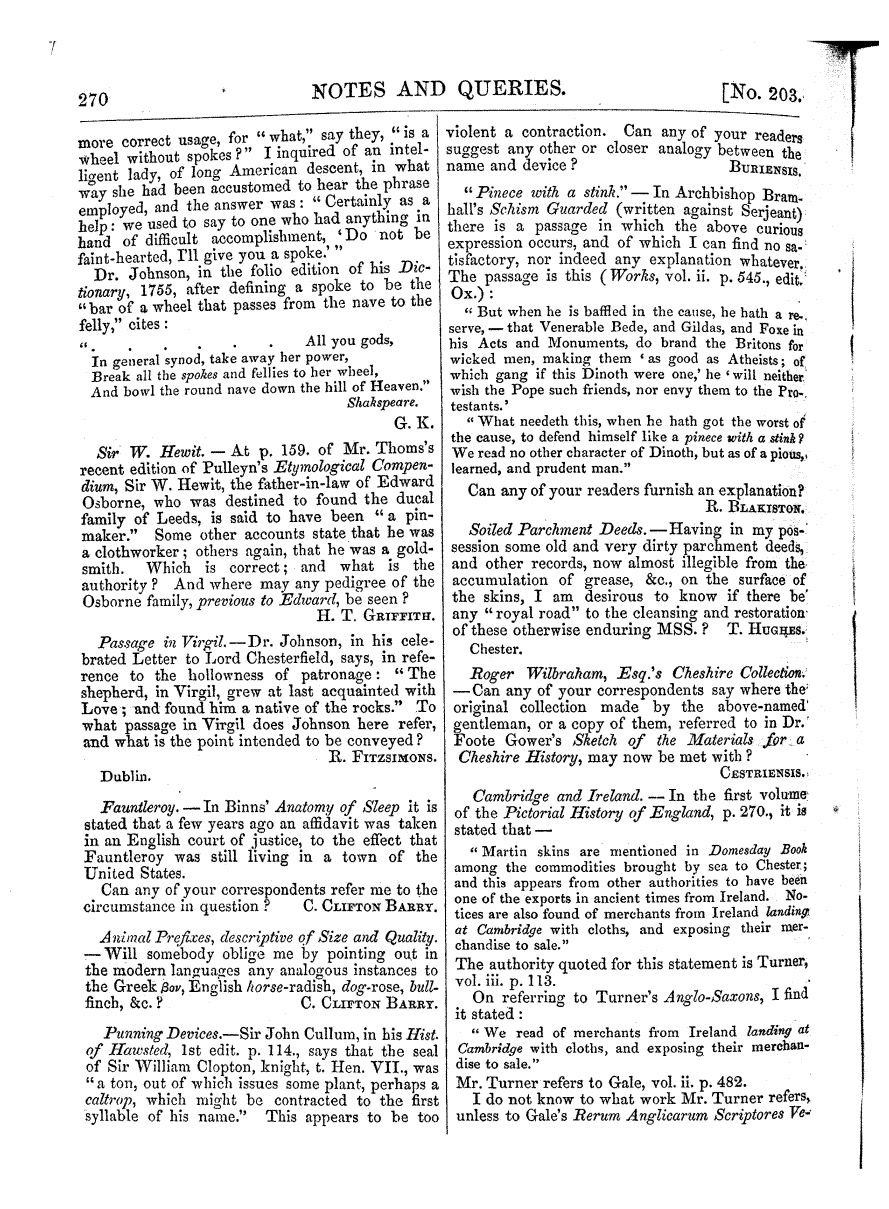 270
NOTES AND QUERIES.
[No. 203.
more correct usage, for “what,” say they, “is a
wheel without spokes?” I inquired of an intel-
ligent lady, of long American descent, in what
way she had been accustomed to hear the phrase
employed, and the answer was: “Certainly as a
help: we used to say to one who had anything in
hand of difficult accomplishment, ‘Do not be
faint-hearted, I'll give you a spoke.’”
Dr. Johnson, in the folio edition of his Dic-
tionary, 1755, after defining a spoke to be the
“bar of a wheel that passes from the nave to the
felly,” cites:
“. . . . . . All you gods,
In general synod, take away her power,
Break all the spokes and fellies to her wheel,
And bowl the round nave down the hill of Heaven.”
Shakspeare.
G. K.
Sir W. Hewit. — At p. 159. of Mr. Thoms's
recent edition of Pulleyn's Etymological Compen-
dium, Sir W. Hewit, the father-in-law of Edward
Osborne, who was destined to found the ducal
family of Leeds, is said to have been “a pin-
maker.” Some other accounts state that he was
a clothworker; others again, that he was a gold-
smith. Which is correct; and what is the
authority? And where may any pedigree of the
Osborne family, previous to Edward, be seen?
H. T. GRIFFITH.
Passage in Virgil.—Dr. Johnson, in his cele-
brated Letter to Lord Chesterfield, says, in refe-
rence to the hollowness of patronage: “The
shepherd, in Virgil, grew at last acquainted with
Love; and found him a native of the rocks.” To
what passage in Virgil does Johnson here refer,
and what is the point intended to be conveyed?
R. FITZSIMONS.
Dublin.
Fauntleroy. — In Binns' Anatomy of Sleep it is
stated that a few years ago an affidavit was taken
in an English court of justice, to the effect that
Fauntleroy was still living in a town of the
United States.
Can any of your correspondents refer me to the
circumstance in question? C. CLIFTON BARRY.
Animal Prefixes, descriptive of Size and Quality.
— Will somebody oblige me by pointing out in
the modern languages any analogous instances to
the Greek βου, English horse-radish, dog-rose, bull-
finch, &c.? C. CLIFTON BARRY.
Punning Devices.—Sir John Cullum, in his Hist.
of Hawsted, 1st edit. p. 114., says that the seal
of Sir William Clopton, knight, t. Hen. VII., was
“a ton, out of which issues some plant, perhaps a
caltrop, which might be contracted to the first
syllable of his name.” This appears to be too
violent a contraction. Can any of your readers
suggest any other or closer analogy between the
name and device? BURIENSIS.
“Pinece with a stink.” — In Archbishop Bram-
hall's Schism Guarded (written against Serjeant)
there is a passage in which the above curious
expression occurs, and of which I can find no sa-
tisfactory, nor indeed any explanation whatever.
The passage is this (Works, vol. ii. p. 545., edit.
Ox.):
“But when he is baffled in the cause, he hath a re-
serve, — that Venerable Bede, and Gildas, and Foxe in
his Acts and Monuments, do brand the Britons for
wicked men, making them ‘as good as Atheists; of
which gang if this Dinoth were one,’ he ‘will neither
wish the Pope such friends, nor envy them to the Pro-
testants.’
“What needeth this, when he hath got the worst of
the cause, to defend himself like a pinece with a stink?
We read no other character of Dinoth, but as of a pious,
learned, and prudent man.”
Can any of your readers furnish an explanation?
R. BLAKISTON.
Soiled Parchment Deeds.—Having in my pos-
session some old and very dirty parchment deeds,
and other records, now almost illegible from the
accumulation of grease, &c., on the surface of
the skins, I am desirous to know if there be
any “royal road” to the cleansing and restoration
of these otherwise enduring MSS.? T. HUGHES.
Chester.
Roger Wilbraham, Esq.'s Cheshire Collection.
—Can any of your correspondents say where the
original collection made by the above-named
gentleman, or a copy of them, referred to in Dr.
Foote Gower's Sketch of the Materials for a
Cheshire History, may now be met with?
CESTRIENSIS.
Cambridge and Ireland. — In the first volume
of the Pictorial History of England, p. 270., it is
stated that —
“Martin skins are mentioned in Domesday Book
among the commodities brought by sea to Chester;
and this appears from other authorities to have been
one of the exports in ancient times from Ireland. No-
tices are also found of merchants from Ireland landing
at Cambridge with cloths, and exposing their mer-
chandise to sale.”
The authority quoted for this statement is Turner,
vol. iii. p. 113.
On referring to Turner's Anglo-Saxons, I find
it stated:
“We read of merchants from Ireland landing at
Cambridge with cloths, and exposing their merchan-
dise to sale.”
Mr. Turner refers to Gale, vol. ii. p. 482.
I do not know to what work Mr. Turner refers,
unless to Gale's Rerum Anglicarum Scriptores Ve-